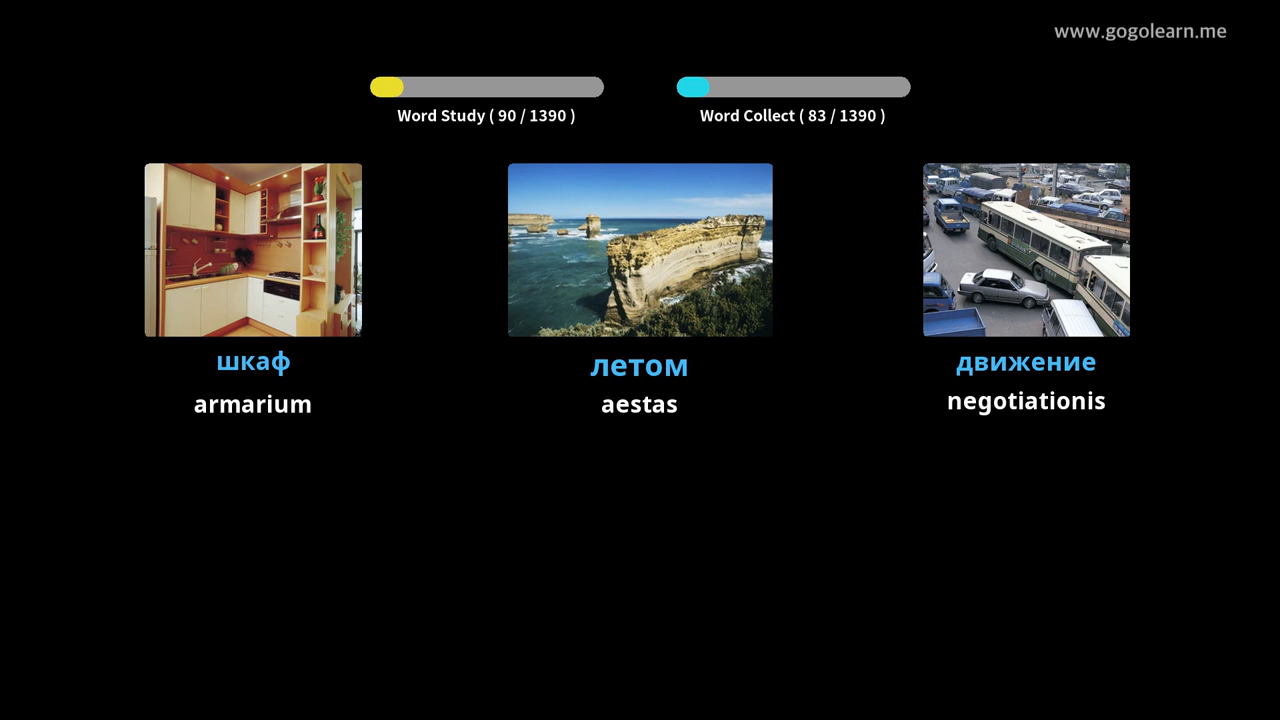 www.gogolearn.me
Word Study ( 90 / 1390 )
Word Collect ( 83 / 1390 )
шкаф
летом
движение
armarium
aestas
negotiationis